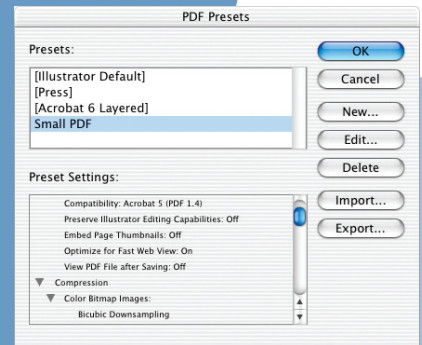 PDF Presets
Presets:
[Illustrator Default]
[Press]
[Acrobat 6 Layered]
Small PDF
OK
Cancel
New...
Edit...
Delete
Import...
Export...
Preset Settings:
Compatibility: Acrobat 5 (PDF 1.4)
Preserve Illustrator Editing Capabilities: Off
Embed Page Thumbnails: Off
Optimize for Fast Web View: On
View PDF File after Saving: Off
Compression
Color Bitmap Images:
Bicubic Downsampling